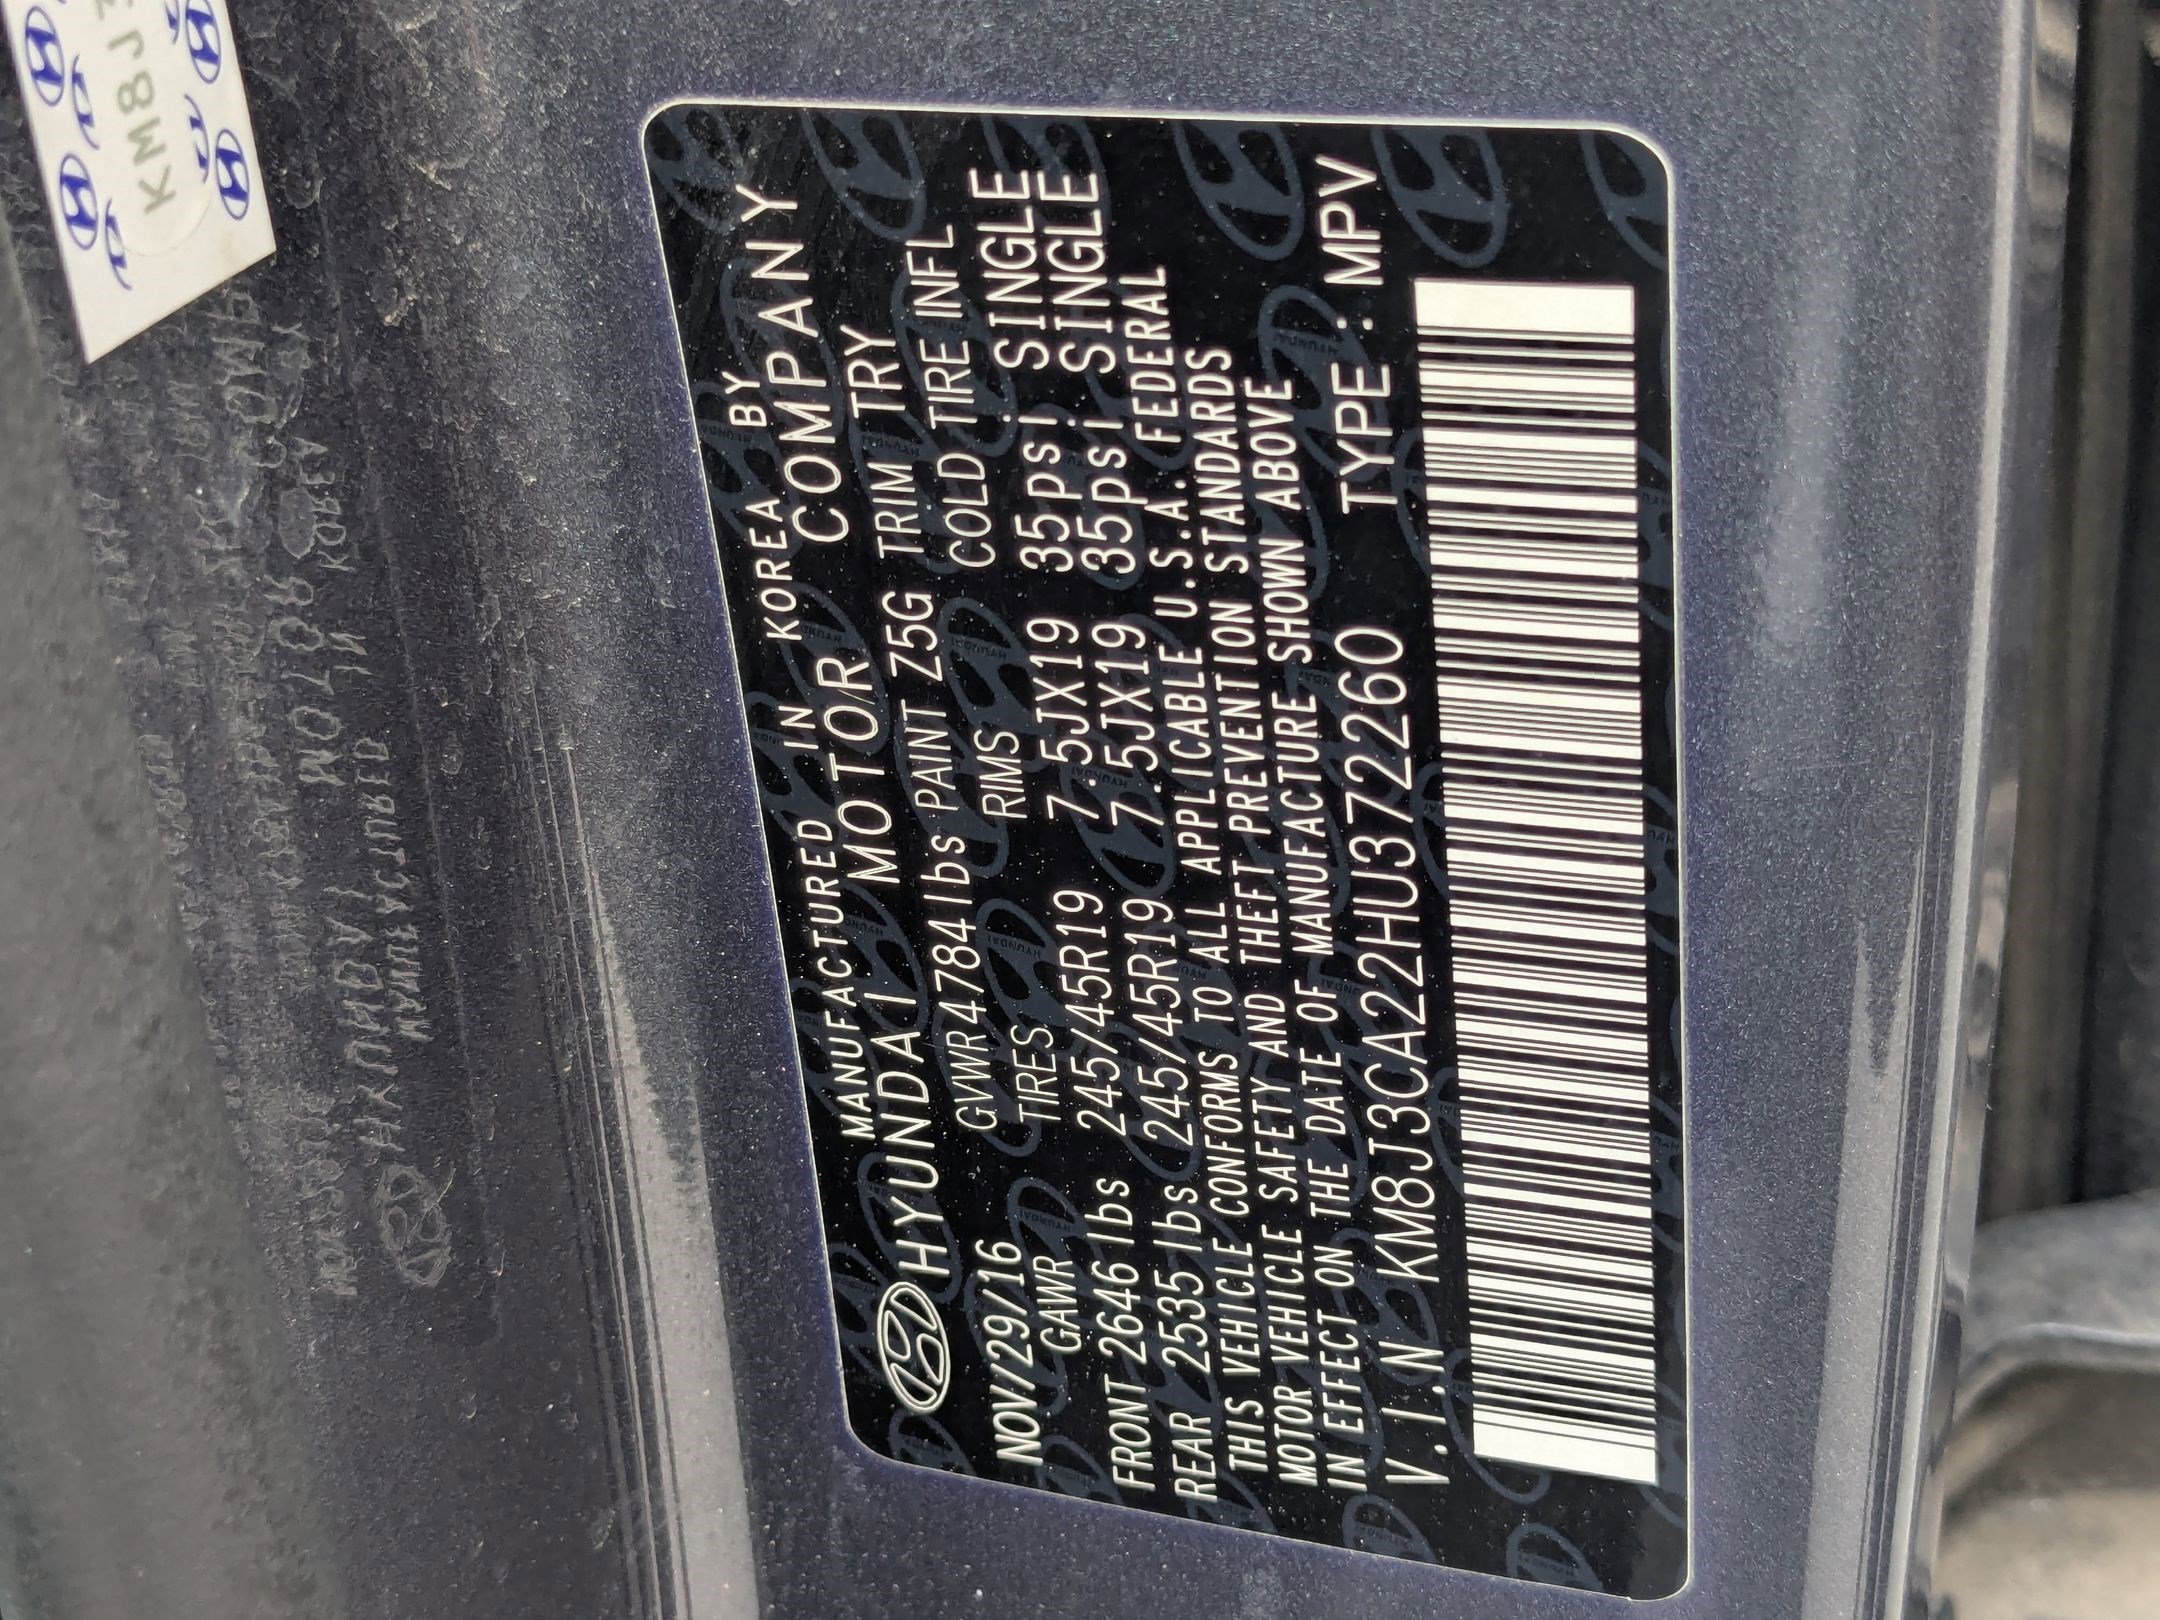 KM8J3
MANUFACTURED IN KOREA BY
HYUNDAI MOTOR COMPANY
NOV/29/16 GVWR 4784lbs PAINT Z5G TRIM TRY
GAWR TIRES RIMS COLD TIRE INFL
FRONT 2646 lbs 245/45R19 7.5JX19 35psi SINGLE
REAR 2535 lbs 245/45R19 7.5JX19 35psi SINGLE
THIS VEHICLE CONFORMS TO ALL APPLICABLE U.S.A. FEDERAL
MOTOR VEHICLE SAFETY AND THEFT PREVENTION STANDARDS
IN EFFECT ON THE DATE OF MANUFACTURE SHOWN ABOVE
V.I.N KM8J3CA22HU372260 TYPE : MPV